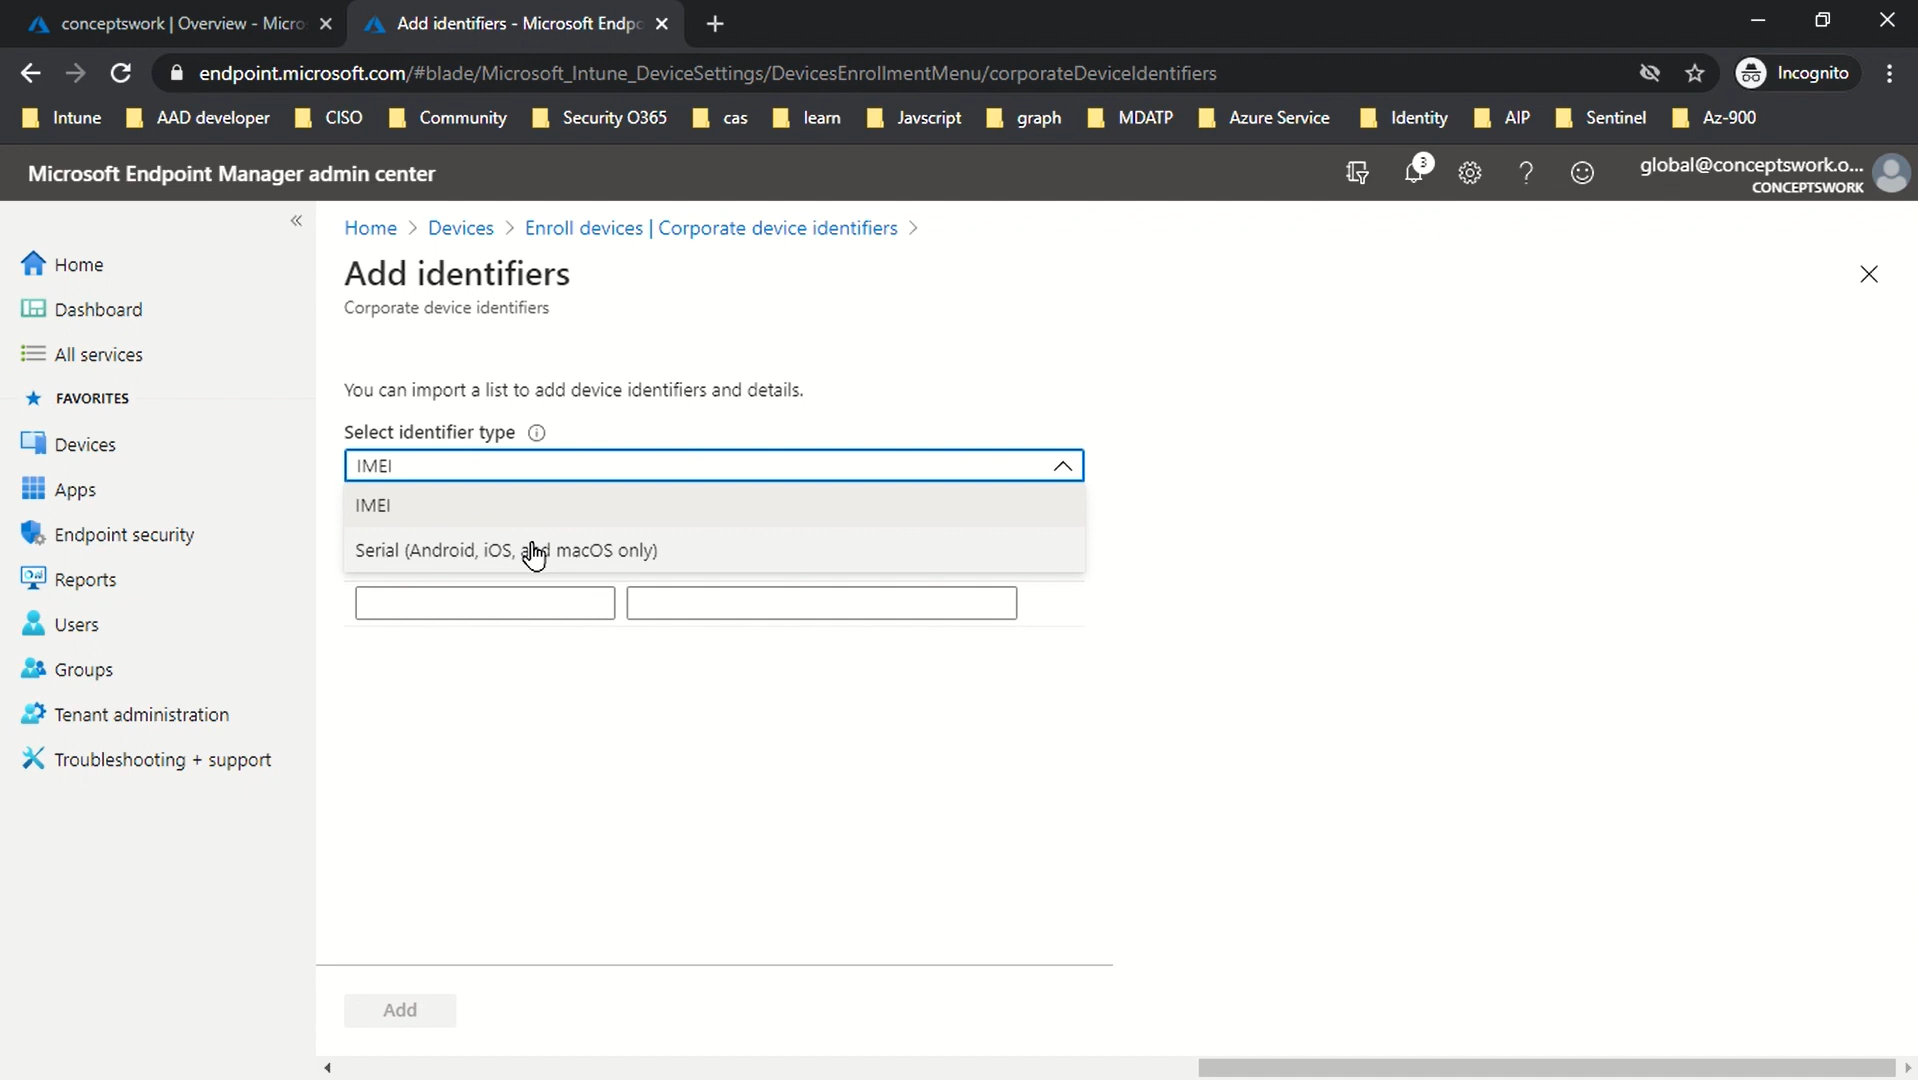 conceptswork | Overview - Micro
Add identifiers - Microsoft Endpo
endpoint.microsoft.com/#blade/Microsoft_Intune_DeviceSettings/DevicesEnrollmentMenu/corporateDeviceIdentifiers
Incognito
Intune
AAD developer
CISO
Community
Security O365
cas
learn
Javscript
graph
MDATP
Azure Service
Identity
AIP
Sentinel
Az-900
Microsoft Endpoint Manager admin center
3
global@conceptswork.o...
CONCEPTSWORK
Home
Dashboard
All services
FAVORITES
Devices
Apps
Endpoint security
Reports
Users
Groups
Tenant administration
Troubleshooting + support
Home > Devices > Enroll devices | Corporate device identifiers >
Add identifiers
Corporate device identifiers
You can import a list to add device identifiers and details.
Select identifier type
IMEI
IMEI
Serial (Android, iOS, and macOS only)
Add